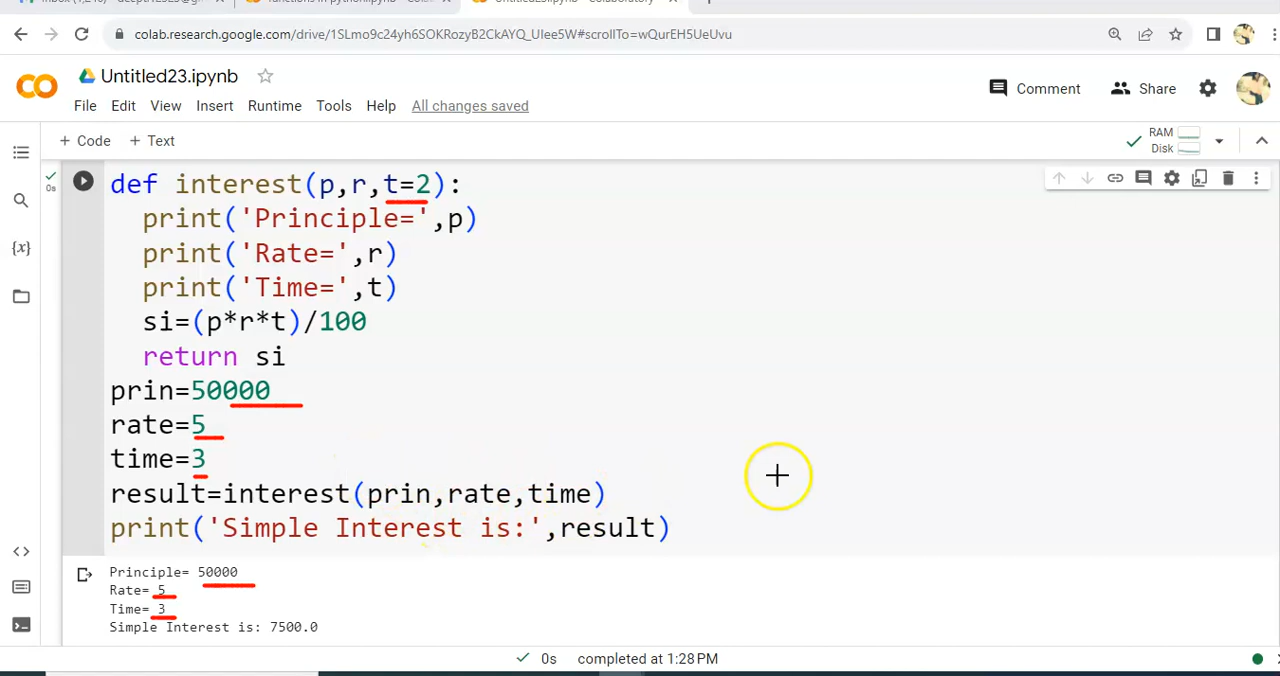 colab.research.google.com/drive/1SLmo9c24yh6SOKRozyB2CkAYQ_UIee5W#scrollTo=wQurEH5UeUvu
Untitled23.ipynb
Comment
Share
File Edit View Insert Runtime Tools Help All changes saved
+ Code + Text
RAM
Disk
{x}
0s
def interest(p,r,t=2):
print('Principle=',p)
print('Rate=',r)
print('Time=',t)
si=(p*r*t)/100
return si
prin=50000
rate=5
time=3
result=interest(prin,rate,time)
print('Simple Interest is:',result)
Principle= 50000
Rate= 5
Time= 3
Simple Interest is: 7500.0
0s completed at 1:28 PM